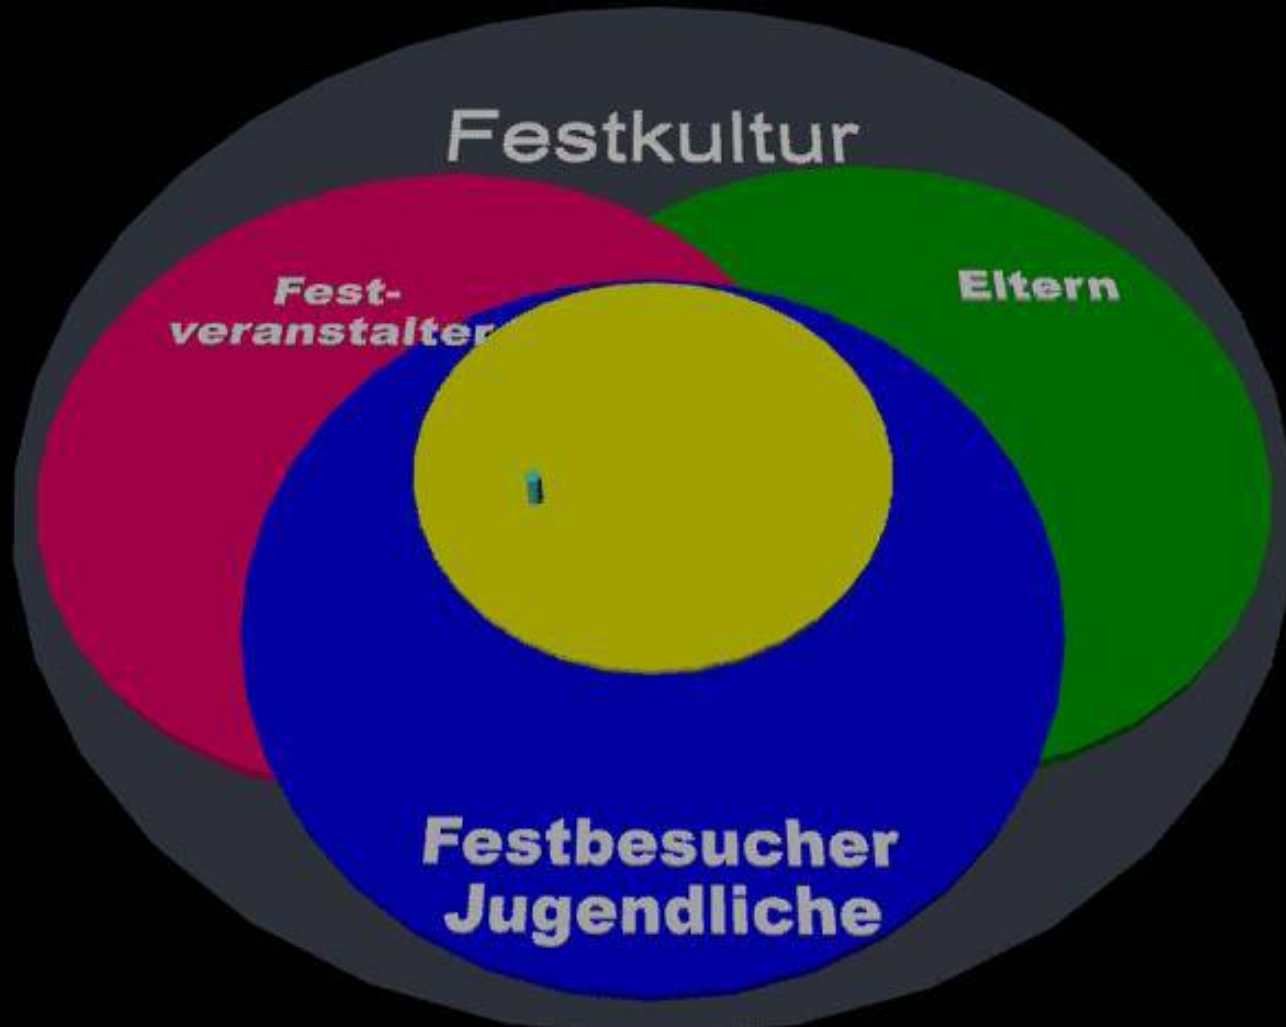 Festkultur
Fest-
veranstalter
Eltern
Festbesucher
Jugendliche